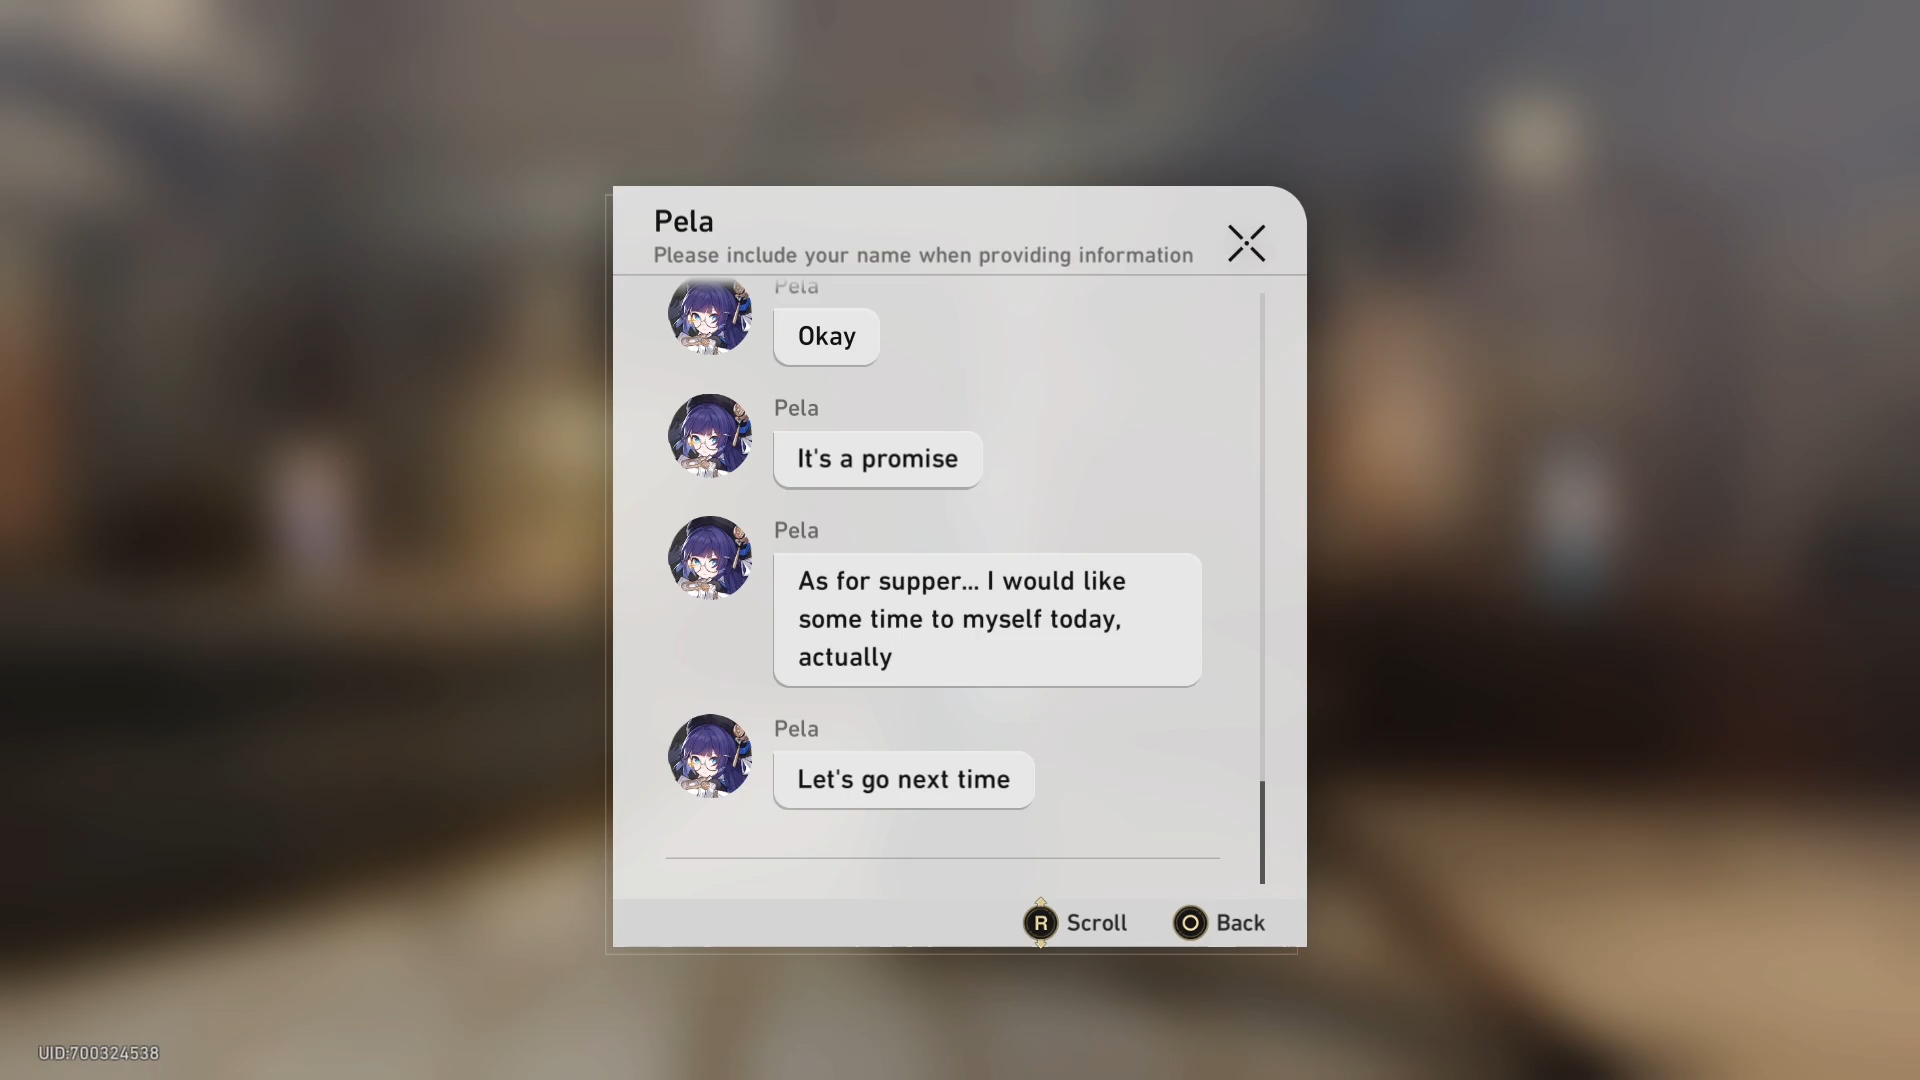 Pela
Please include your name when providing information
Pela
Okay
Pela
It's a promise
Pela
As for supper... I would like
some time to myself today,
actually
Pela
Let's go next time
R Scroll
Back
UID:700324538